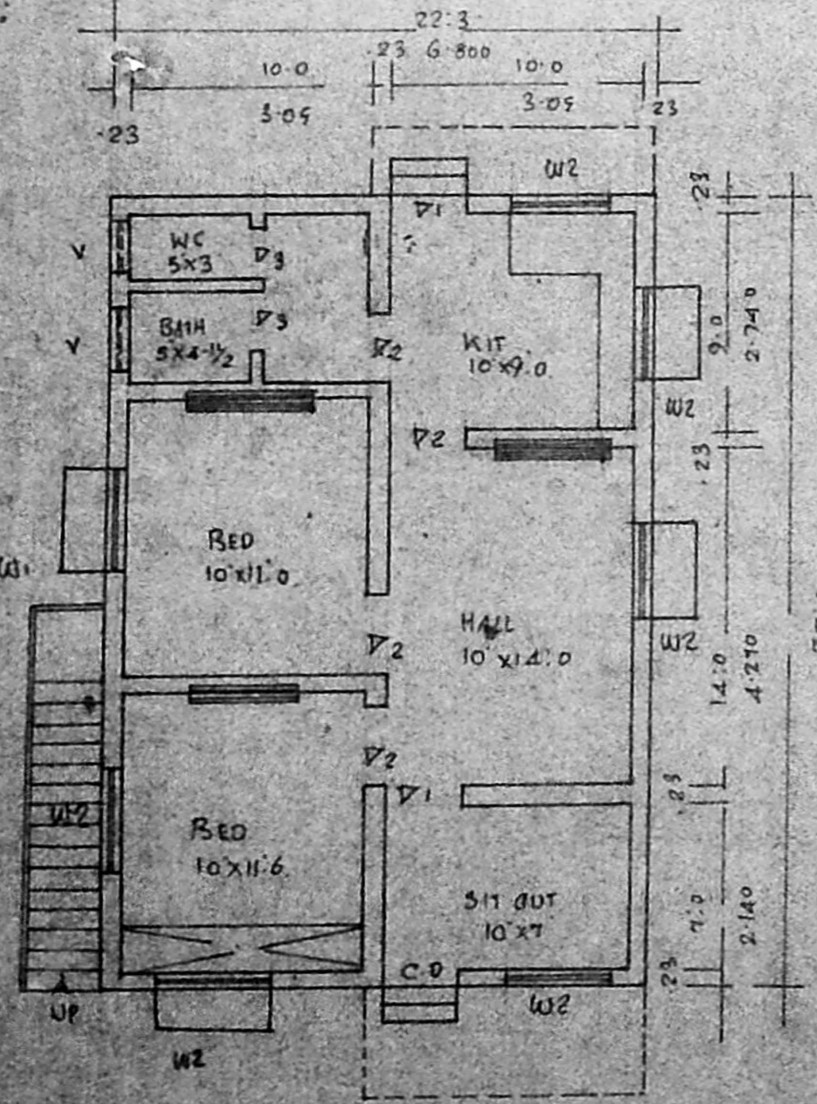 22:3
.23 6.800
10.0
10.0
3.05
3.05
.23
.23
W2
.23
D1
WC
5X3
D3
V
BATH
5X4-1½
D3
V
D2
KIT
10'X9.0
9.0
2.740
W2
D2
.23
BED
10'X11'.0
W1
HALL
10'X14'.0
W2
14.0
4.270
D2
D2
D1
.23
W2
BED
10'X11'.6
SIT OUT
10'X7'
7.0
2.140
C.D
.23
UP
W2
W2